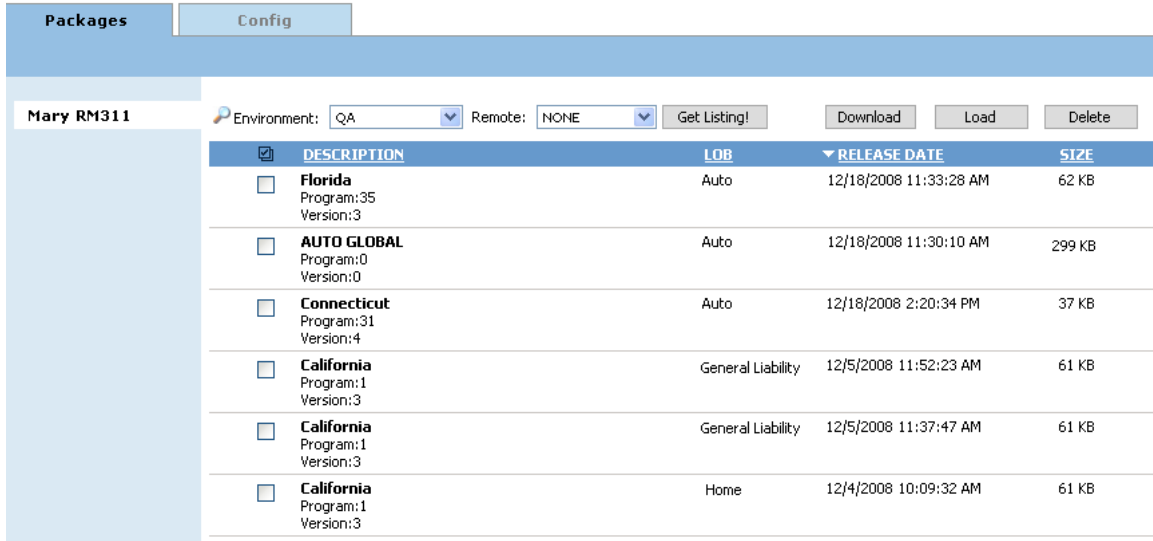 Packages Config
Mary RM311
Environment: QA Remote: NONE Get Listing! Download Load Delete
DESCRIPTION LOB RELEASE DATE SIZE
Florida Auto 12/18/2008 11:33:28 AM 62 KB
Program:35
Version:3
AUTO GLOBAL Auto 12/18/2008 11:30:10 AM 299 KB
Program:0
Version:0
Connecticut Auto 12/18/2008 2:20:34 PM 37 KB
Program:31
Version:4
California General Liability 12/5/2008 11:52:23 AM 61 KB
Program:1
Version:3
California General Liability 12/5/2008 11:37:47 AM 61 KB
Program:1
Version:3
California Home 12/4/2008 10:09:32 AM 61 KB
Program:1
Version:3